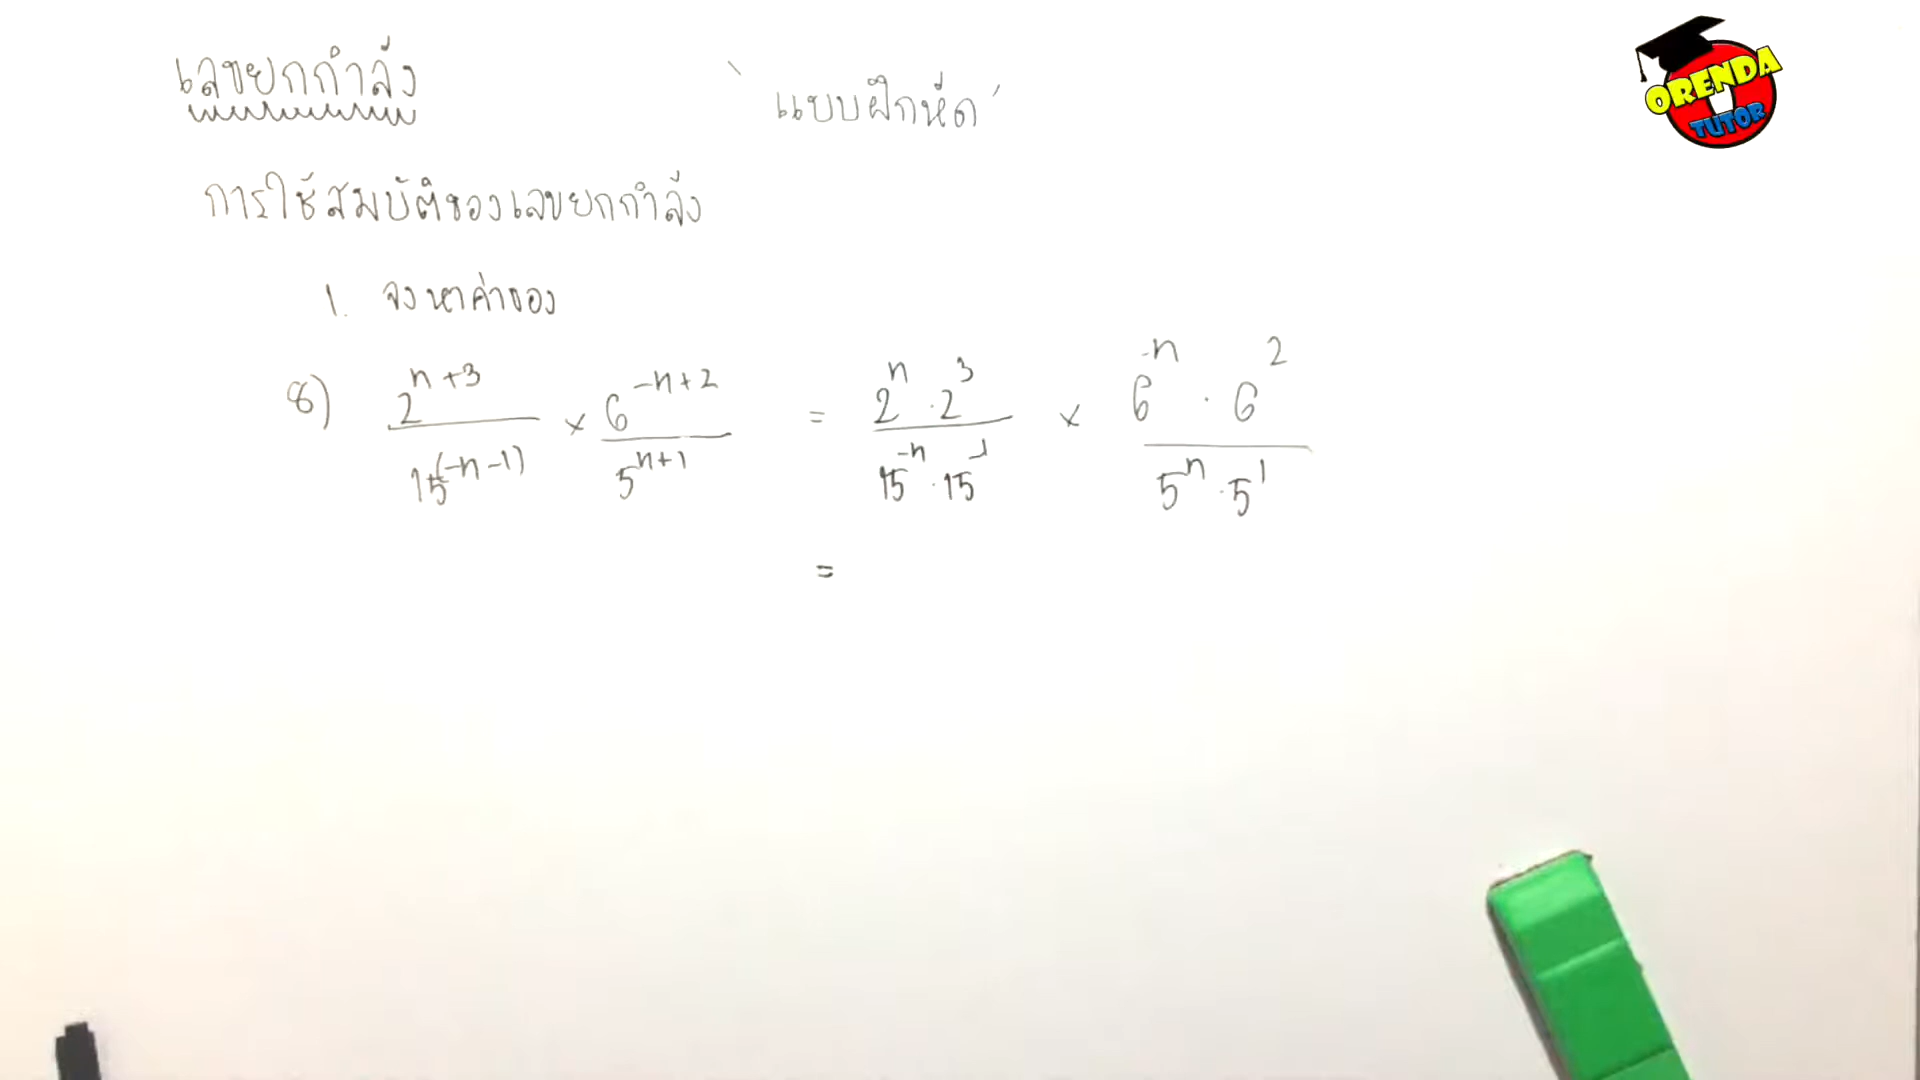 เลขยกกำลัง
`แบบฝึกหัด´
ORENDA
TUTOR
การใช้สมบัติของเลขยกกำลัง
1. จงหาค่าของ
8) 2^(n+3) / 15^(-n-1) × 6^(-n+2) / 5^(n+1) = 2^n · 2^3 / 15^-n · 15^-1 × 6^-n · 6^2 / 5^n · 5^1
=